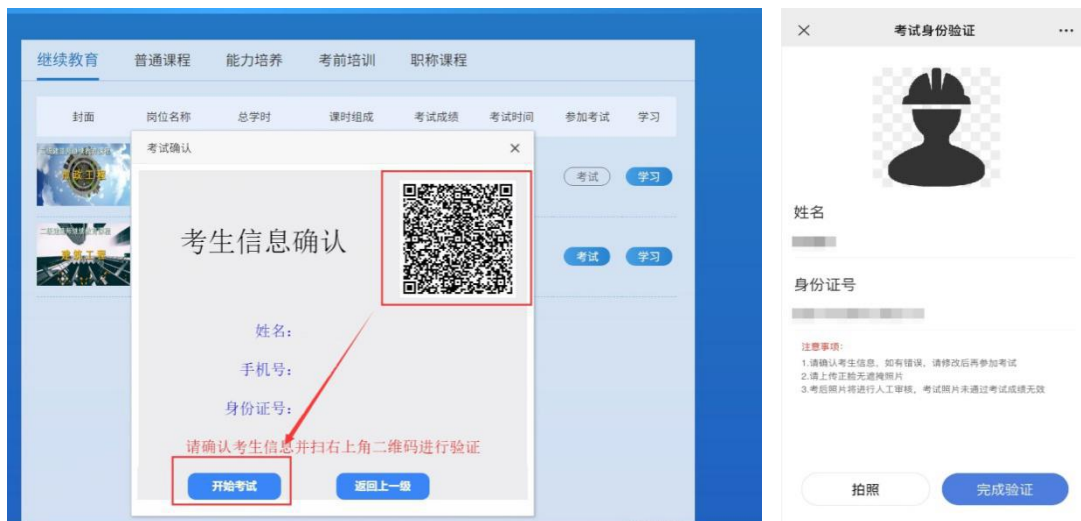 继续教育 普通课程 能力培养 考前培训 职称课程
封面 岗位名称 总学时 课时组成 考试成绩 考试时间 参加考试 学习
考试确认
×
考试 学习
考试 学习
考生信息确认
姓名:
手机号:
身份证号:
请确认考生信息并扫右上角二维码进行验证
开始考试 返回上一级
× 考试身份验证 ···
姓名
身份证号
注意事项:
1.请确认考生信息，如有错误，请修改后再参加考试
2.请上传正脸无遮掩照片
3.考后照片将进行人工审核，考试照片未通过考试成绩无效
拍照 完成验证